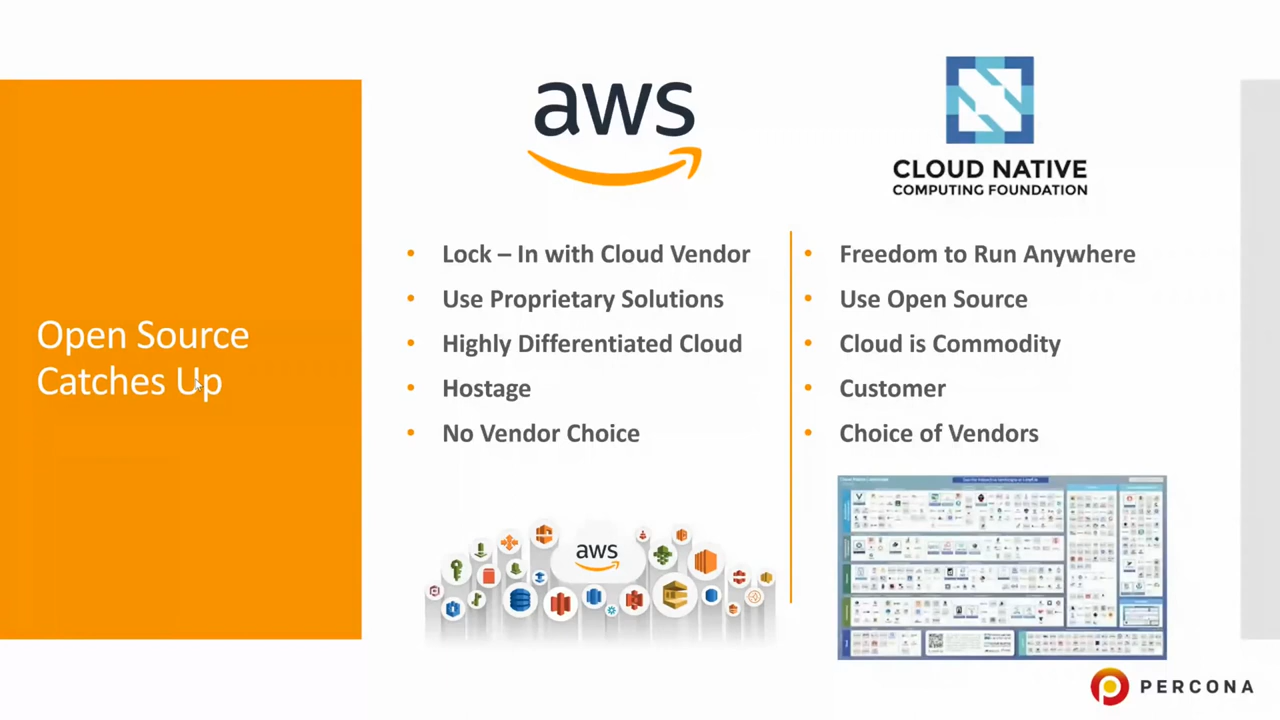 Open Source
Catches Up
aws
Lock – In with Cloud Vendor
Use Proprietary Solutions
Highly Differentiated Cloud
Hostage
No Vendor Choice
aws
CLOUD NATIVE
COMPUTING FOUNDATION
Freedom to Run Anywhere
Use Open Source
Cloud is Commodity
Customer
Choice of Vendors
PERCONA